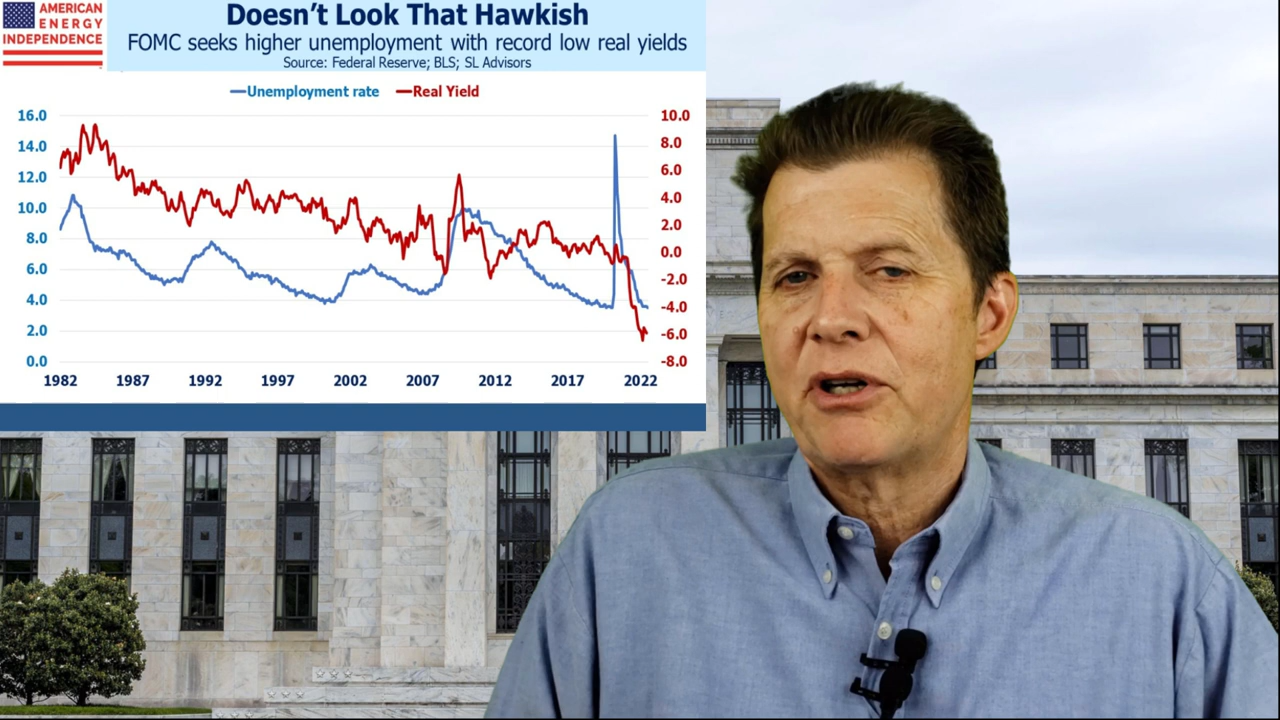 AMERICAN
ENERGY
INDEPENDENCE
Doesn’t Look That Hawkish
FOMC seeks higher unemployment with record low real yields
Source: Federal Reserve; BLS; SL Advisors
Unemployment rate Real Yield
16.0 10.0
14.0 8.0
12.0 6.0
10.0 4.0
8.0 2.0
6.0 0.0
4.0 -2.0
2.0 -4.0
0.0 -6.0
-8.0
1982 1987 1992 1997 2002 2007 2012 2017 2022